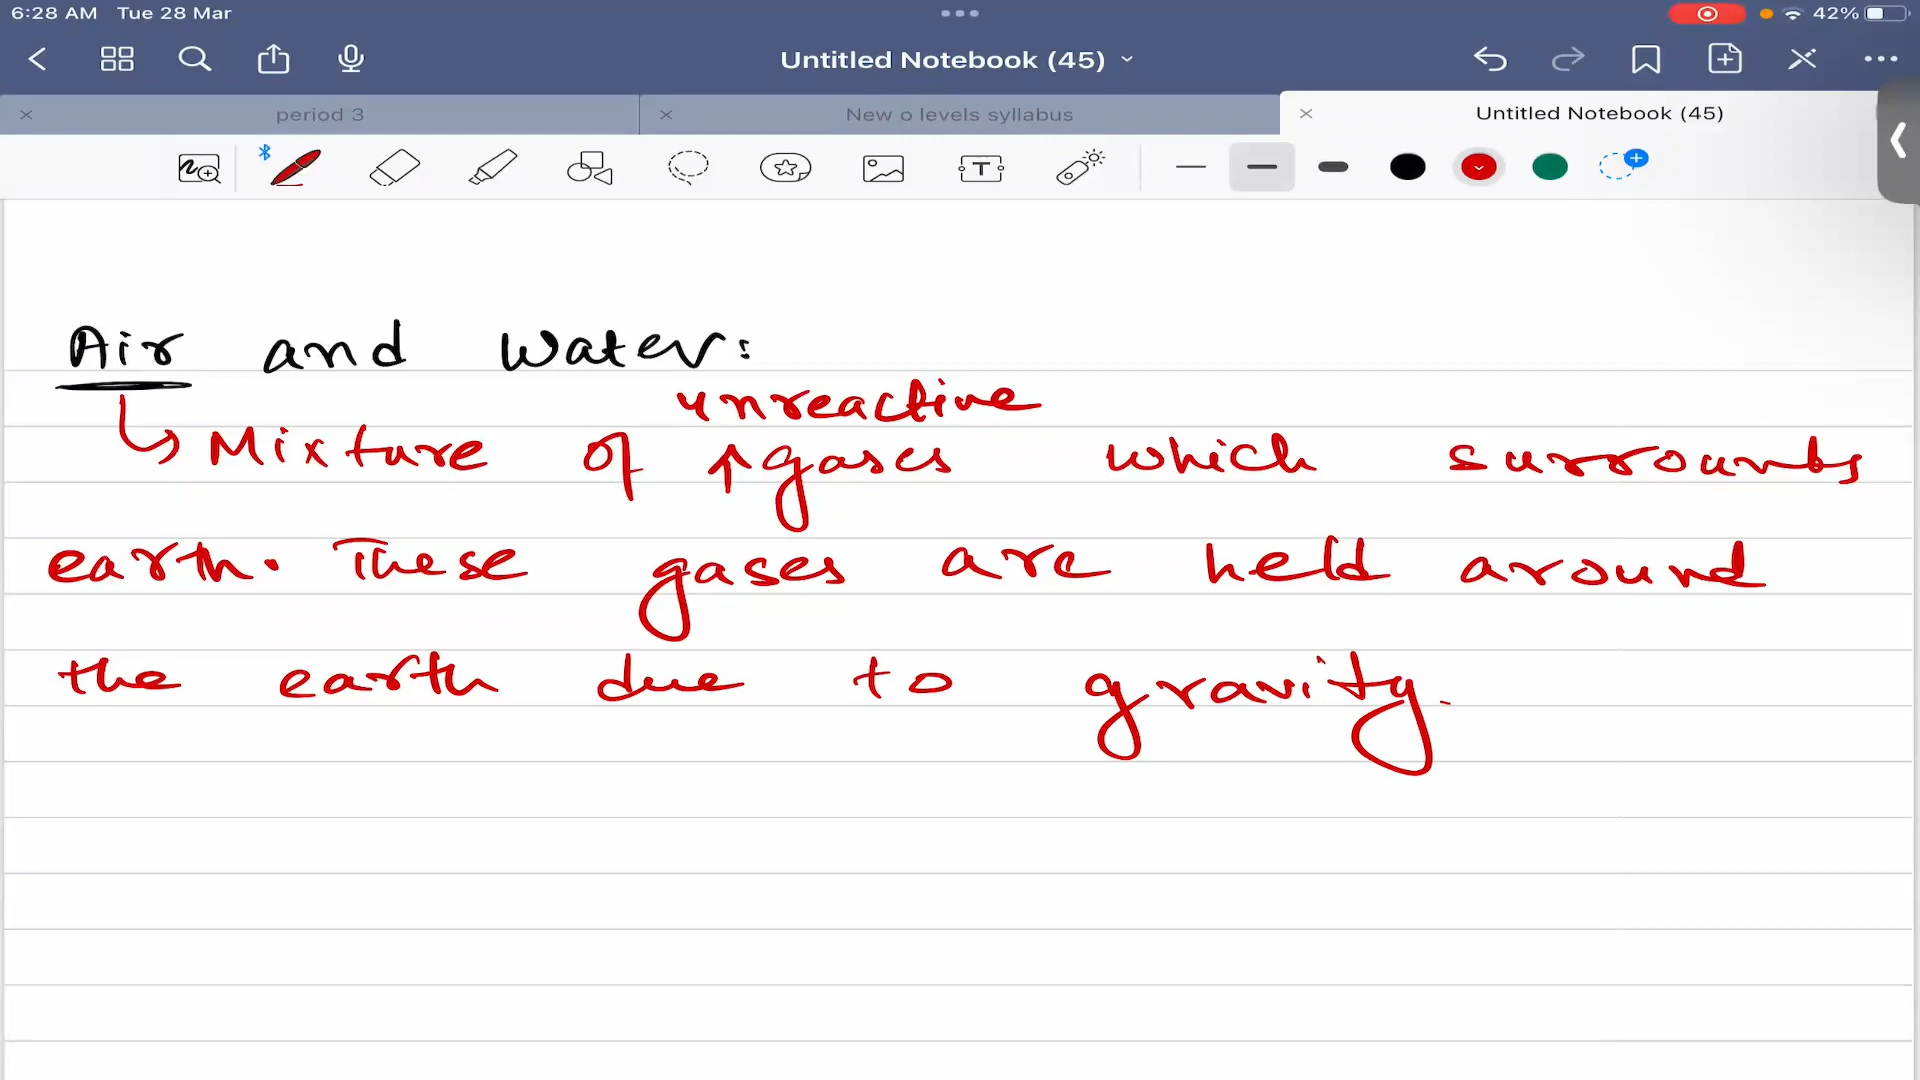 6:28 AM Tue 28 Mar
42%
Untitled Notebook (45)
period 3
New o levels syllabus
Untitled Notebook (45)
T
Air and Water:
unreactive
Mixture of gases which surrounds
earth. These gases are held around
the earth due to gravity.